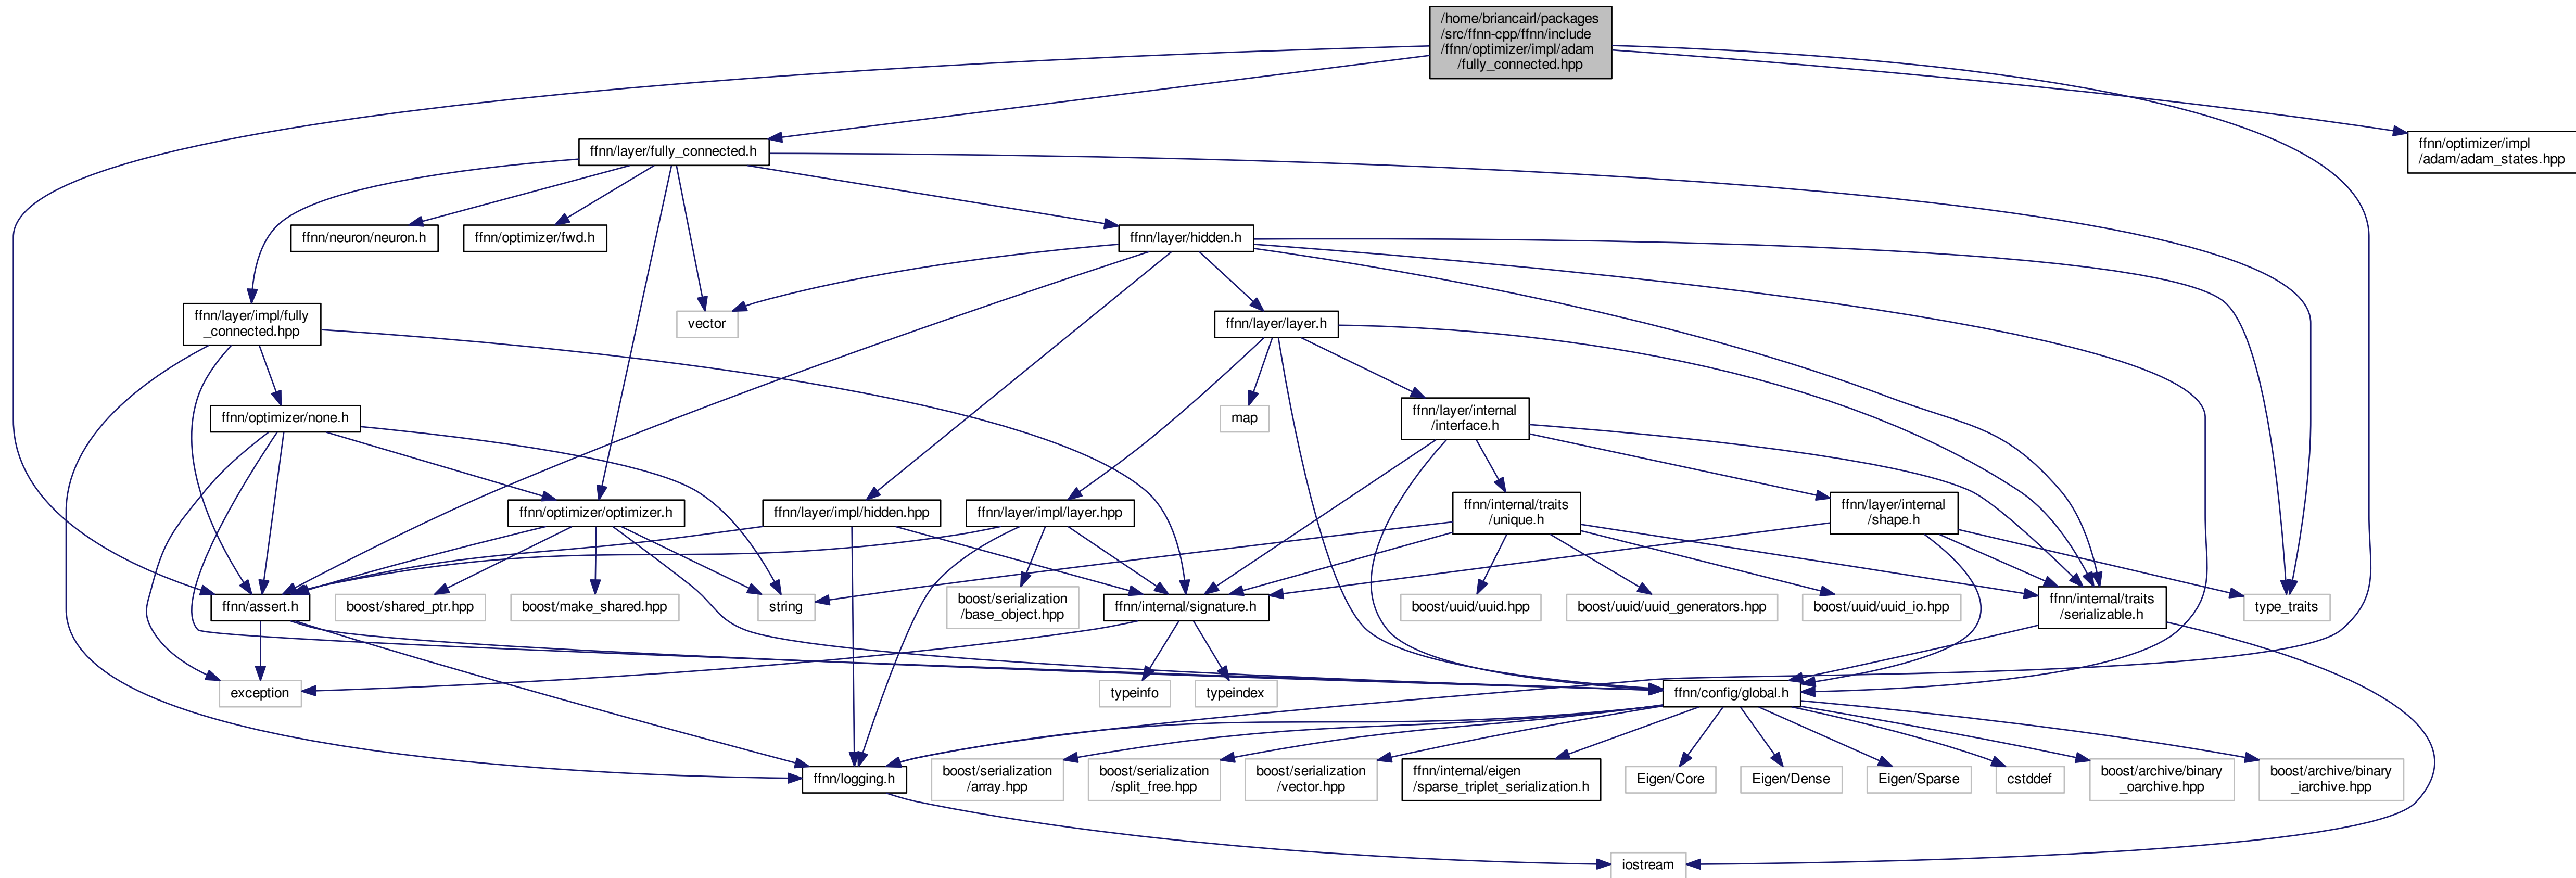 /home/briancairl/packages
/src/ffnn-cpp/ffnn/include
/ffnn/optimizer/impl/adam
/fully_connected.hpp
ffnn/layer/fully_connected.h
ffnn/optimizer/impl
/adam/adam_states.hpp
ffnn/neuron/neuron.h
ffnn/optimizer/fwd.h
ffnn/layer/hidden.h
ffnn/layer/impl/fully
_connected.hpp
vector
ffnn/layer/layer.h
ffnn/optimizer/none.h
map
ffnn/layer/internal
/interface.h
ffnn/optimizer/optimizer.h
ffnn/layer/impl/hidden.hpp
ffnn/layer/impl/layer.hpp
ffnn/internal/traits
/unique.h
ffnn/layer/internal
/shape.h
ffnn/assert.h
boost/shared_ptr.hpp
boost/make_shared.hpp
string
boost/serialization
/base_object.hpp
ffnn/internal/signature.h
boost/uuid/uuid.hpp
boost/uuid/uuid_generators.hpp
boost/uuid/uuid_io.hpp
ffnn/internal/traits
/serializable.h
type_traits
exception
typeinfo
typeindex
ffnn/config/global.h
ffnn/logging.h
boost/serialization
/array.hpp
boost/serialization
/split_free.hpp
boost/serialization
/vector.hpp
ffnn/internal/eigen
/sparse_triplet_serialization.h
Eigen/Core
Eigen/Dense
Eigen/Sparse
cstddef
boost/archive/binary
_oarchive.hpp
boost/archive/binary
_iarchive.hpp
iostream